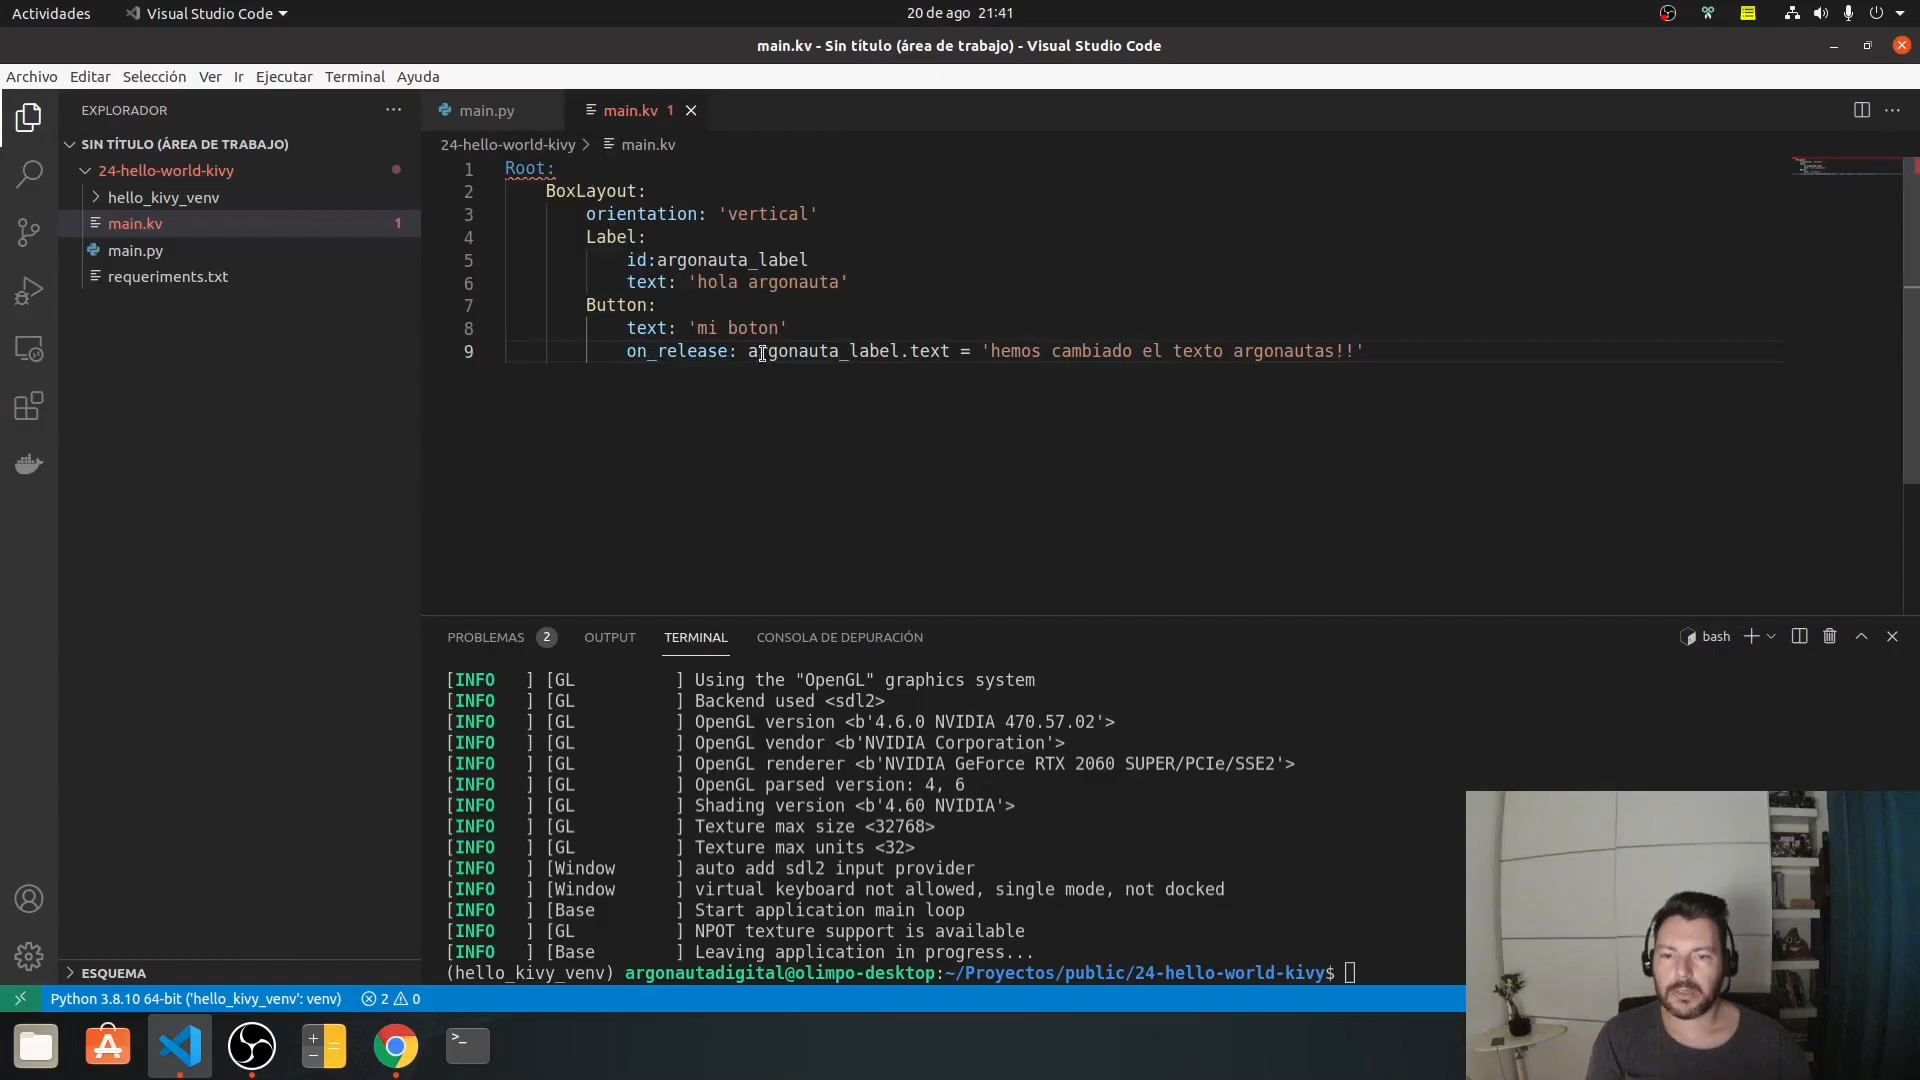 Actividades
Visual Studio Code
20 de ago 21:41
main.kv - Sin título (área de trabajo) - Visual Studio Code
Archivo Editar Selección Ver Ir Ejecutar Terminal Ayuda
EXPLORADOR
SIN TÍTULO (ÁREA DE TRABAJO)
24-hello-world-kivy
hello_kivy_venv
main.kv 1
main.py
requeriments.txt
ESQUEMA
main.py
main.kv 1
24-hello-world-kivy > main.kv
1 Root:
2 BoxLayout:
3 orientation: 'vertical'
4 Label:
5 id:argonauta_label
6 text: 'hola argonauta'
7 Button:
8 text: 'mi boton'
9 on_release: argonauta_label.text = 'hemos cambiado el texto argonautas!!'
PROBLEMAS 2 OUTPUT TERMINAL CONSOLA DE DEPURACIÓN
bash
[INFO ] [GL ] Using the "OpenGL" graphics system
[INFO ] [GL ] Backend used <sdl2>
[INFO ] [GL ] OpenGL version <b'4.6.0 NVIDIA 470.57.02'>
[INFO ] [GL ] OpenGL vendor <b'NVIDIA Corporation'>
[INFO ] [GL ] OpenGL renderer <b'NVIDIA GeForce RTX 2060 SUPER/PCIe/SSE2'>
[INFO ] [GL ] OpenGL parsed version: 4, 6
[INFO ] [GL ] Shading version <b'4.60 NVIDIA'>
[INFO ] [GL ] Texture max size <32768>
[INFO ] [GL ] Texture max units <32>
[INFO ] [Window ] auto add sdl2 input provider
[INFO ] [Window ] virtual keyboard not allowed, single mode, not docked
[INFO ] [Base ] Start application main loop
[INFO ] [GL ] NPOT texture support is available
[INFO ] [Base ] Leaving application in progress...
(hello_kivy_venv) argonautadigital@olimpo-desktop:~/Proyectos/public/24-hello-world-kivy$
Python 3.8.10 64-bit ('hello_kivy_venv': venv) 2 0